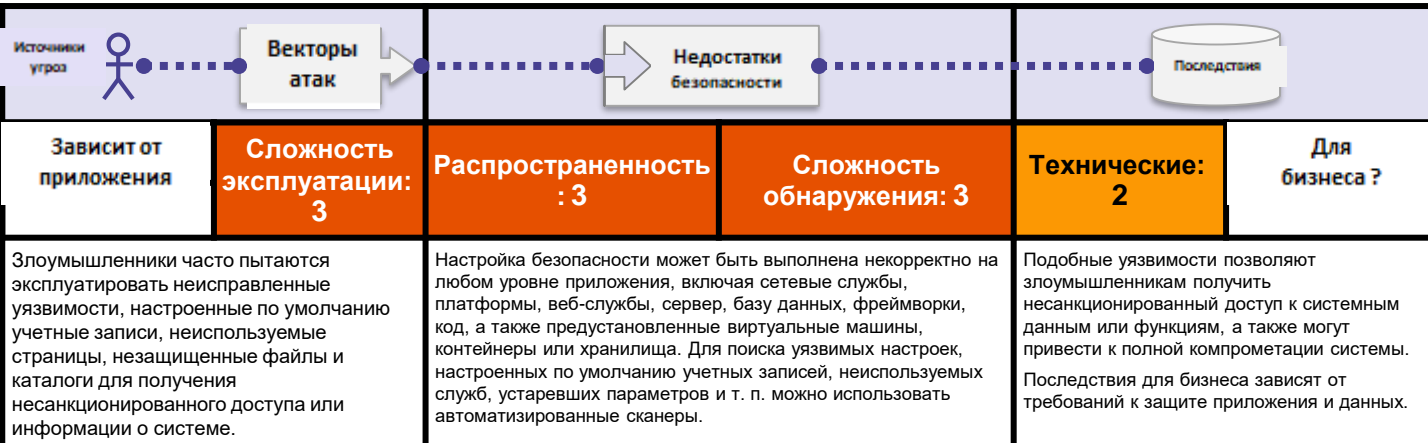 Источники
угроз
Векторы
атак
Недостатки
безопасности
Последствия
Зависит от
приложения
Сложность
эксплуатации:
3
Распространенность
: 3
Сложность
обнаружения: 3
Технические:
2
Для
бизнеса ?
Злоумышленники часто пытаются
эксплуатировать неисправленные
уязвимости, настроенные по умолчанию
учетные записи, неиспользуемые
страницы, незащищенные файлы и
каталоги для получения
несанкционированного доступа или
информации о системе.
Настройка безопасности может быть выполнена некорректно на
любом уровне приложения, включая сетевые службы,
платформы, веб-службы, сервер, базу данных, фреймворки,
код, а также предустановленные виртуальные машины,
контейнеры или хранилища. Для поиска уязвимых настроек,
настроенных по умолчанию учетных записей, неиспользуемых
служб, устаревших параметров и т. п. можно использовать
автоматизированные сканеры.
Подобные уязвимости позволяют
злоумышленникам получить
несанкционированный доступ к системным
данным или функциям, а также могут
привести к полной компрометации системы.
Последствия для бизнеса зависят от
требований к защите приложения и данных.